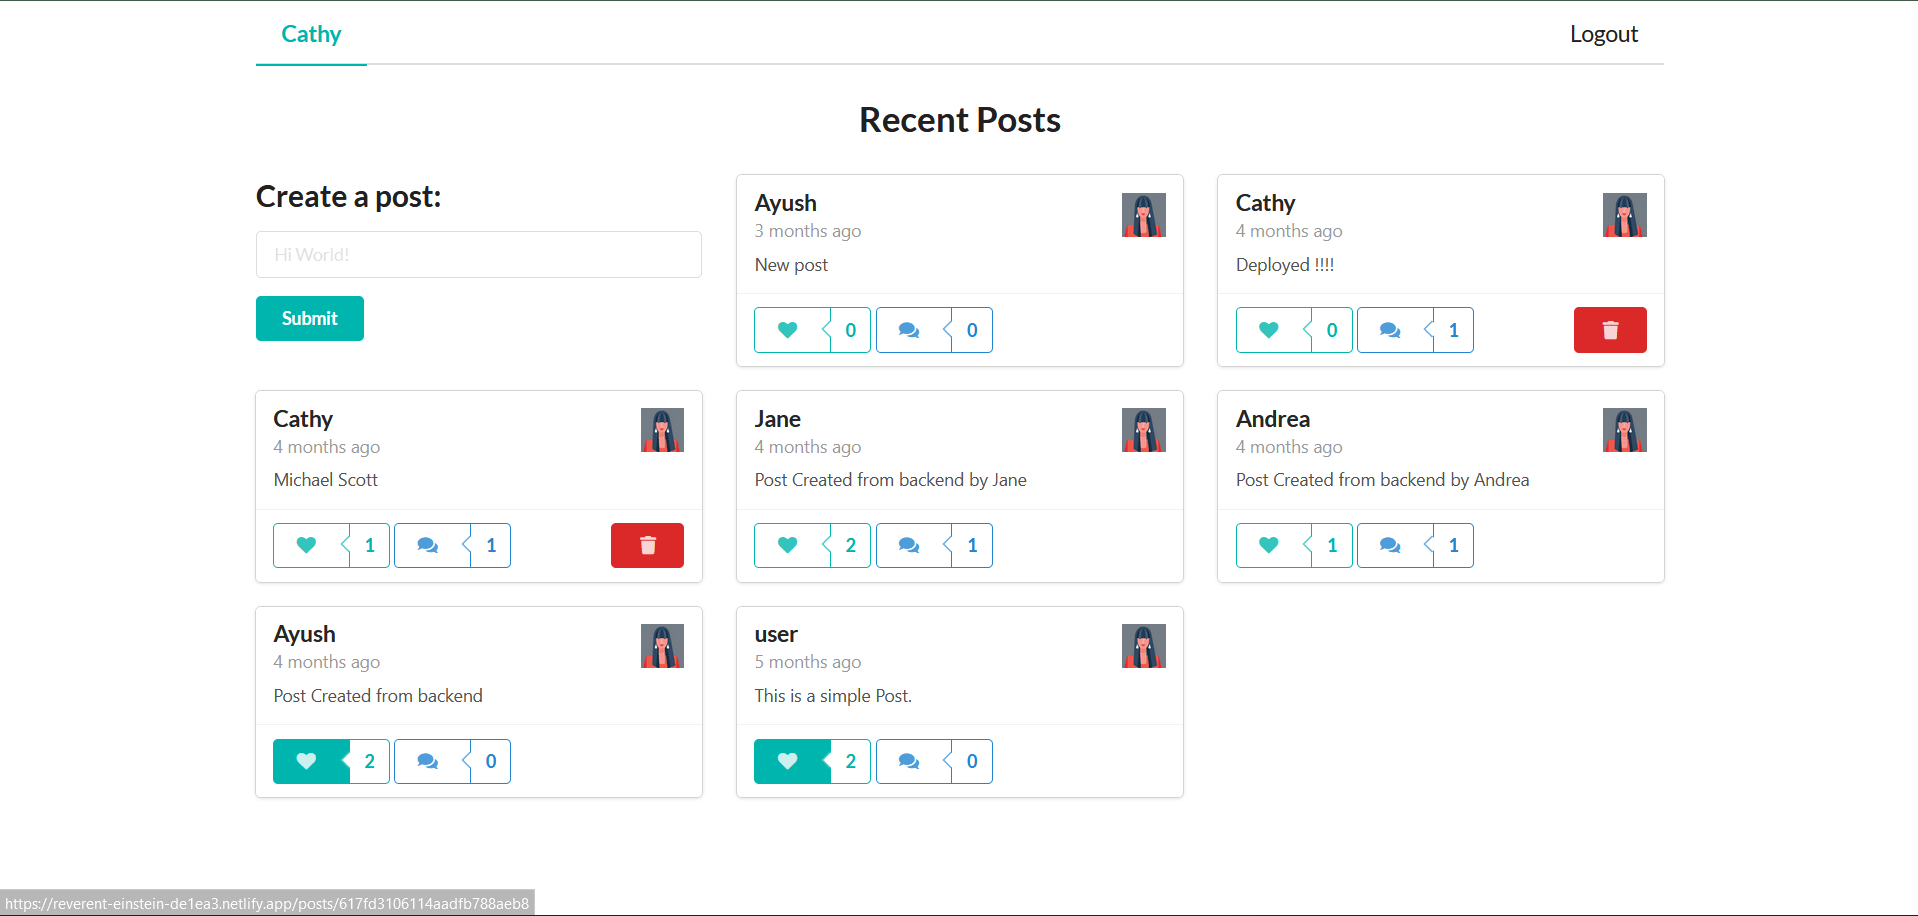 Cathy
Logout
Recent Posts
Create a post:
Hi World!
Submit
Ayush
3 months ago
New post
0
0
Cathy
4 months ago
Deployed !!!!
0
1
Cathy
4 months ago
Michael Scott
1
1
Jane
4 months ago
Post Created from backend by Jane
2
1
Andrea
4 months ago
Post Created from backend by Andrea
1
1
Ayush
4 months ago
Post Created from backend
2
0
user
5 months ago
This is a simple Post.
2
0
https://reverent-einstein-de1ea3.netlify.app/posts/617fd3106114aadfb788aeb8